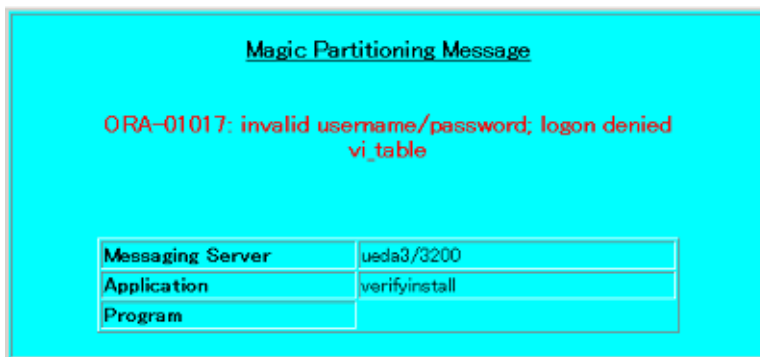 Magic Partitioning Message
ORA-01017: invalid username/password; logon denied
vi_table
Messaging Server ueda3/3200
Application verifyinstall
Program